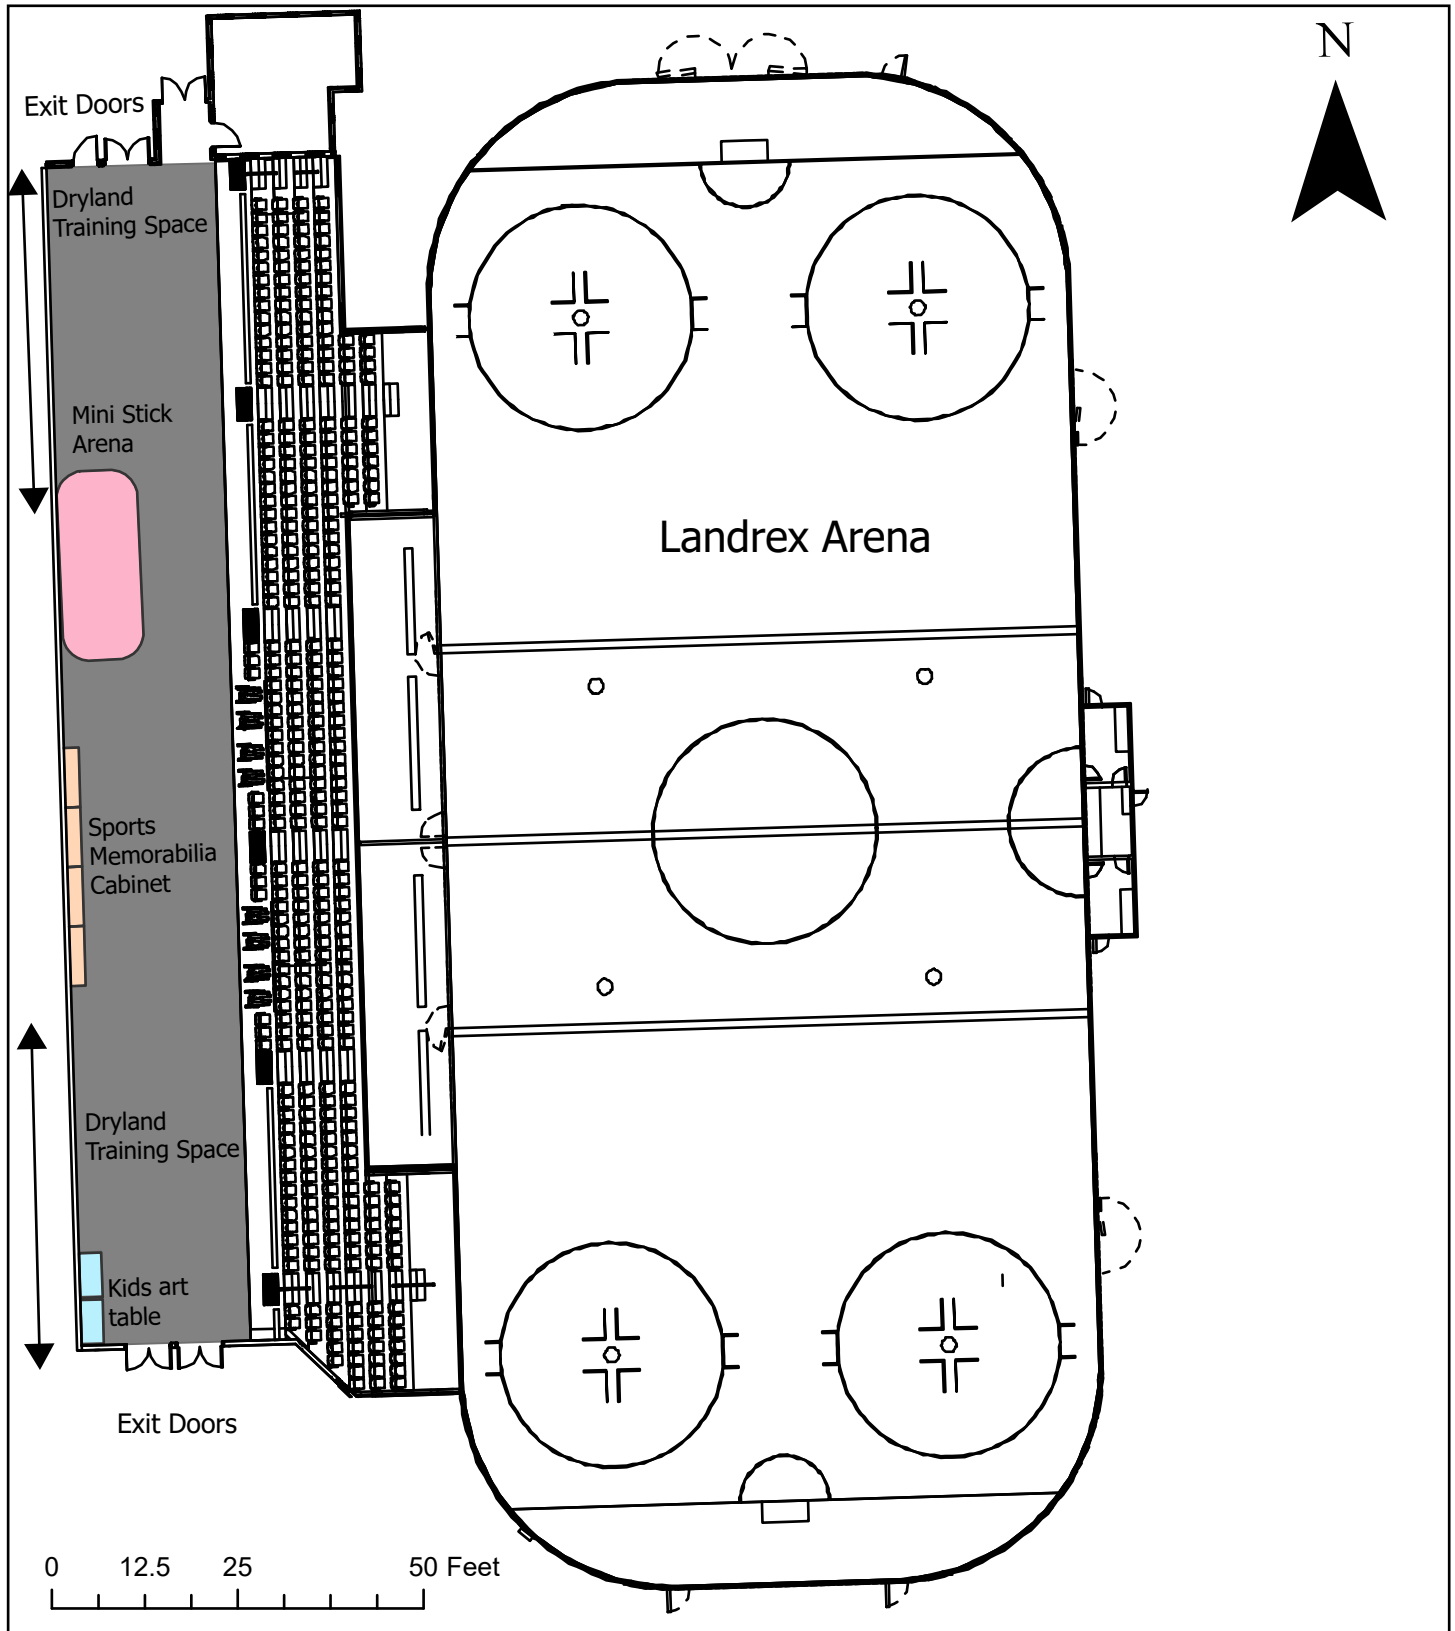 N
Exit Doors
Dryland
Training Space
Mini Stick
Arena
Landrex Arena
Sports
Memorabilia
Cabinet
Dryland
Training Space
Kids art
table
Exit Doors
0 12.5 25 50 Feet